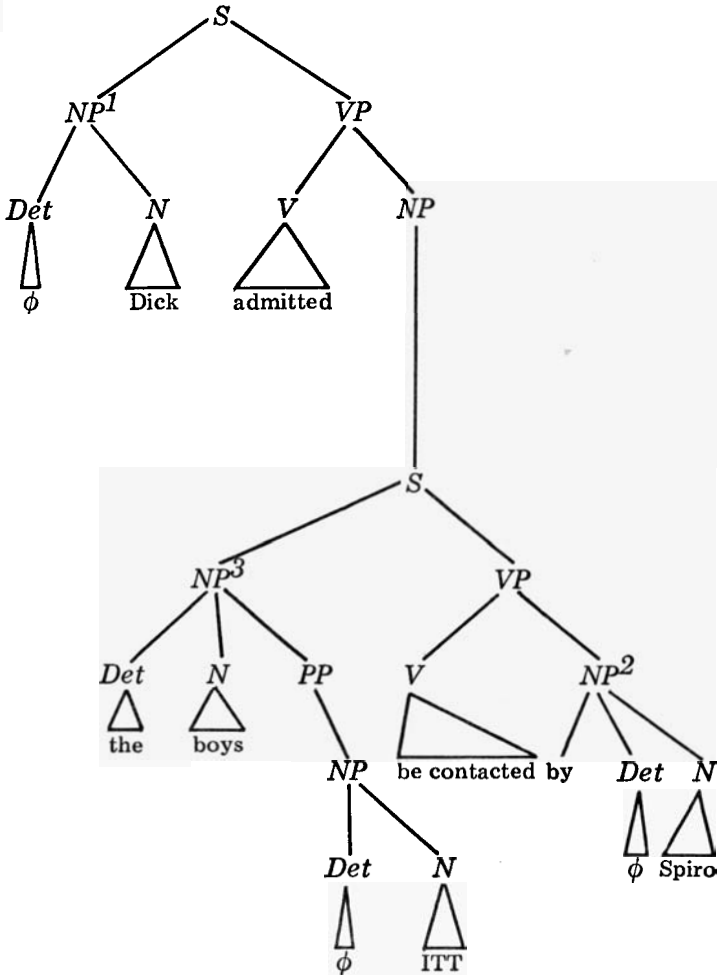 S
NP1 VP
Det N V NP
ϕ Dick admitted
S
NP3 VP
Det N PP V NP2
the boys
NP be contacted by Det N
Det N ϕ Spiro
ϕ ITT